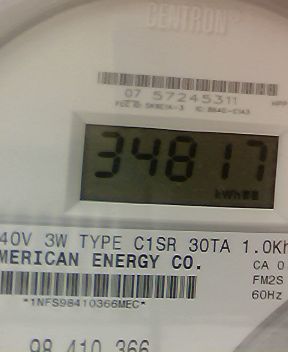 CENTRON
07 57245311
34817
kWh
40V 3W TYPE C1SR 30TA 1.0Kh
MERICAN ENERGY CO.
CA 0
FM2S
60Hz
*1NFS98410366MEC*
98 410 366